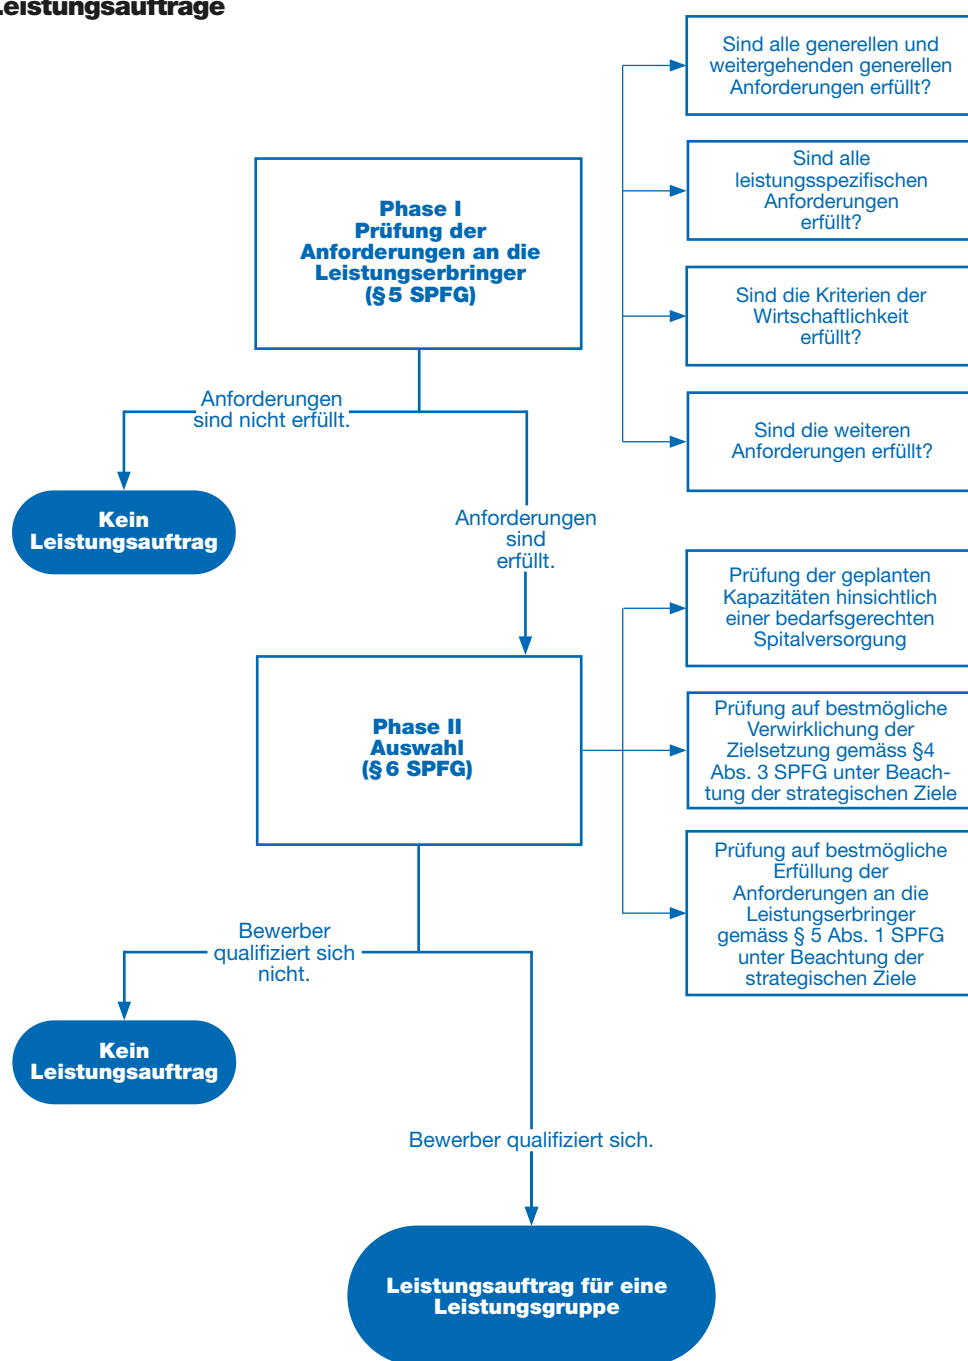 Leistungsaufträge
Sind alle generellen und
weitergehenden generellen
Anforderungen erfüllt?
Sind alle
leistungsspezifischen
Anforderungen
erfüllt?
Phase I
Prüfung der
Anforderungen an die
Leistungserbringer
(§ 5 SPFG)
Sind die Kriterien der
Wirtschaftlichkeit
erfüllt?
Sind die weiteren
Anforderungen erfüllt?
Anforderungen
sind nicht erfüllt.
Kein
Leistungsauftrag
Anforderungen
sind
erfüllt.
Prüfung der geplanten
Kapazitäten hinsichtlich
einer bedarfsgerechten
Spitalversorgung
Phase II
Auswahl
(§ 6 SPFG)
Prüfung auf bestmögliche
Verwirklichung der
Zielsetzung gemäss §4
Abs. 3 SPFG unter Beach-
tung der strategischen Ziele
Prüfung auf bestmögliche
Erfüllung der
Anforderungen an die
Leistungserbringer
gemäss § 5 Abs. 1 SPFG
unter Beachtung der
strategischen Ziele
Bewerber
qualifiziert sich
nicht.
Kein
Leistungsauftrag
Bewerber qualifiziert sich.
Leistungsauftrag für eine
Leistungsgruppe